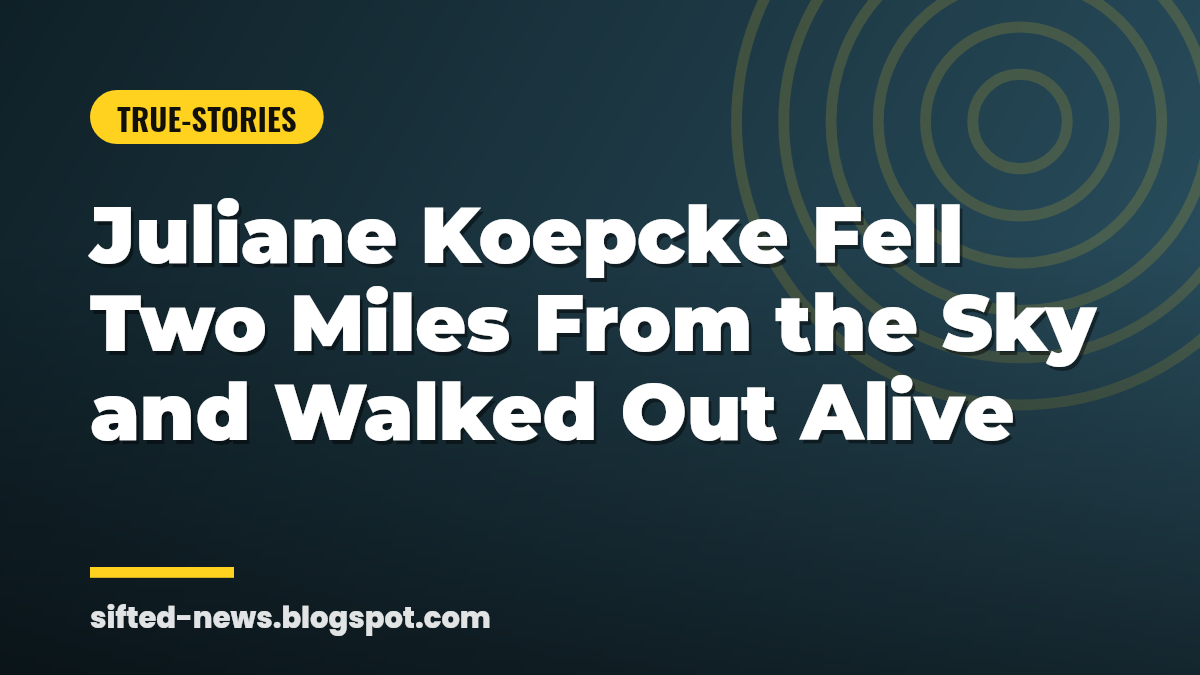 TRUE-STORIES
Juliane Koepcke Fell
Two Miles From the Sky
and Walked Out Alive
sifted-news.blogspot.com